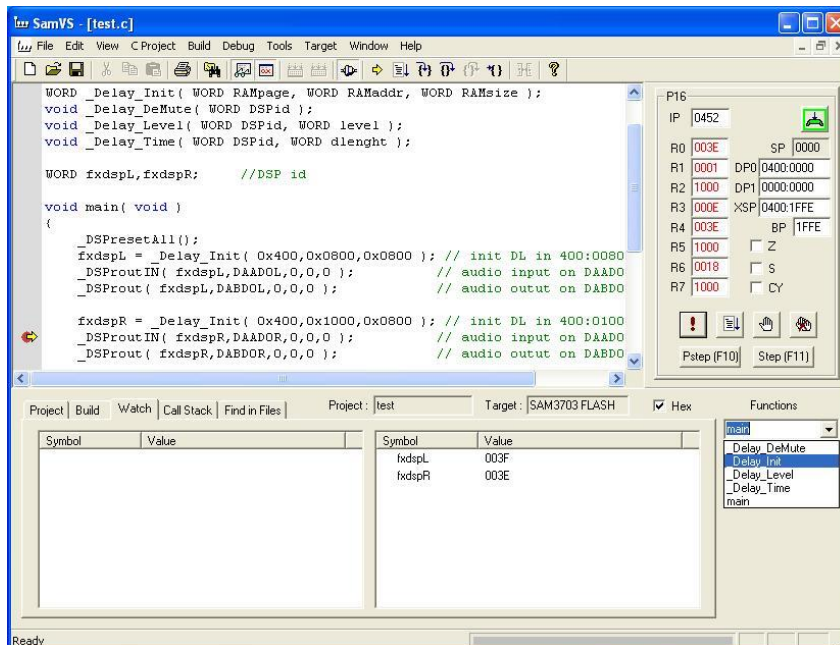 SamVS - [test.c]
File Edit View C Project Build Debug Tools Target Window Help
WORD _Delay_Init( WORD RAMpage, WORD RAMaddr, WORD RAMsize );
void _Delay_DeMute( WORD DSPid );
void _Delay_Level( WORD DSPid, WORD level );
void _Delay_Time( WORD DSPid, WORD dlenght );
WORD fxdspL,fxdspR; //DSP id
void main( void )
{
_DSPresetAll();
fxdspL = _Delay_Init( 0x400,0x0800,0x0800 ); // init DL in 400:0080
_DSProutIN( fxdspL,DAAD0L,0,0,0 ); // audio input on DAAD0
_DSProut( fxdspL,DABD0L,0,0,0 ); // audio outut on DABD0
fxdspR = _Delay_Init( 0x400,0x1000,0x0800 ); // init DL in 400:0100
_DSProutIN( fxdspR,DAAD0R,0,0,0 ); // audio input on DAAD0
_DSProut( fxdspR,DABD0R,0,0,0 ); // audio outut on DABD0
P16
IP 0452
R0 003E SP 0000
R1 0001 DP0 0400:0000
R2 1000 DP1 0000:0000
R3 000E XSP 0400:1FFE
R4 003E BP 1FFE
R5 1000 Z
R6 0018 S
R7 1000 CY
Pstep (F10) Step (F11)
Project Build Watch Call Stack Find in Files Project : test Target : SAM3703 FLASH Hex Functions
main
Symbol Value Symbol Value
fxdspL 003F
fxdspR 003E
_Delay_DeMute
_Delay_Init
_Delay_Level
_Delay_Time
main
Ready